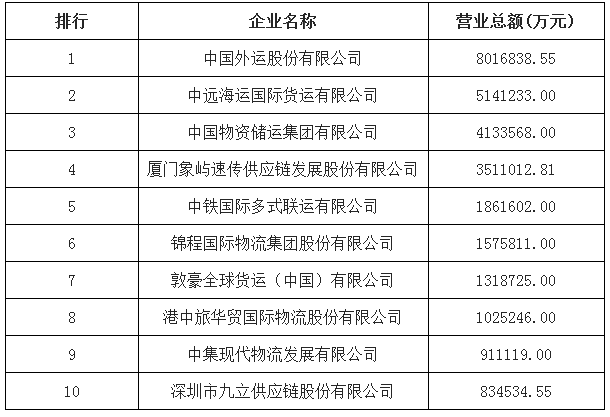 排行 企业名称 营业总额(万元)
1 中国外运股份有限公司 8016838.55
2 中远海运国际货运有限公司 5141233.00
3 中国物资储运集团有限公司 4133568.00
4 厦门象屿速传供应链发展股份有限公司 3511012.81
5 中铁国际多式联运有限公司 1861602.00
6 锦程国际物流集团股份有限公司 1575811.00
7 敦豪全球货运（中国）有限公司 1318725.00
8 港中旅华贸国际物流股份有限公司 1025246.00
9 中集现代物流发展有限公司 911119.00
10 深圳市九立供应链股份有限公司 834534.55